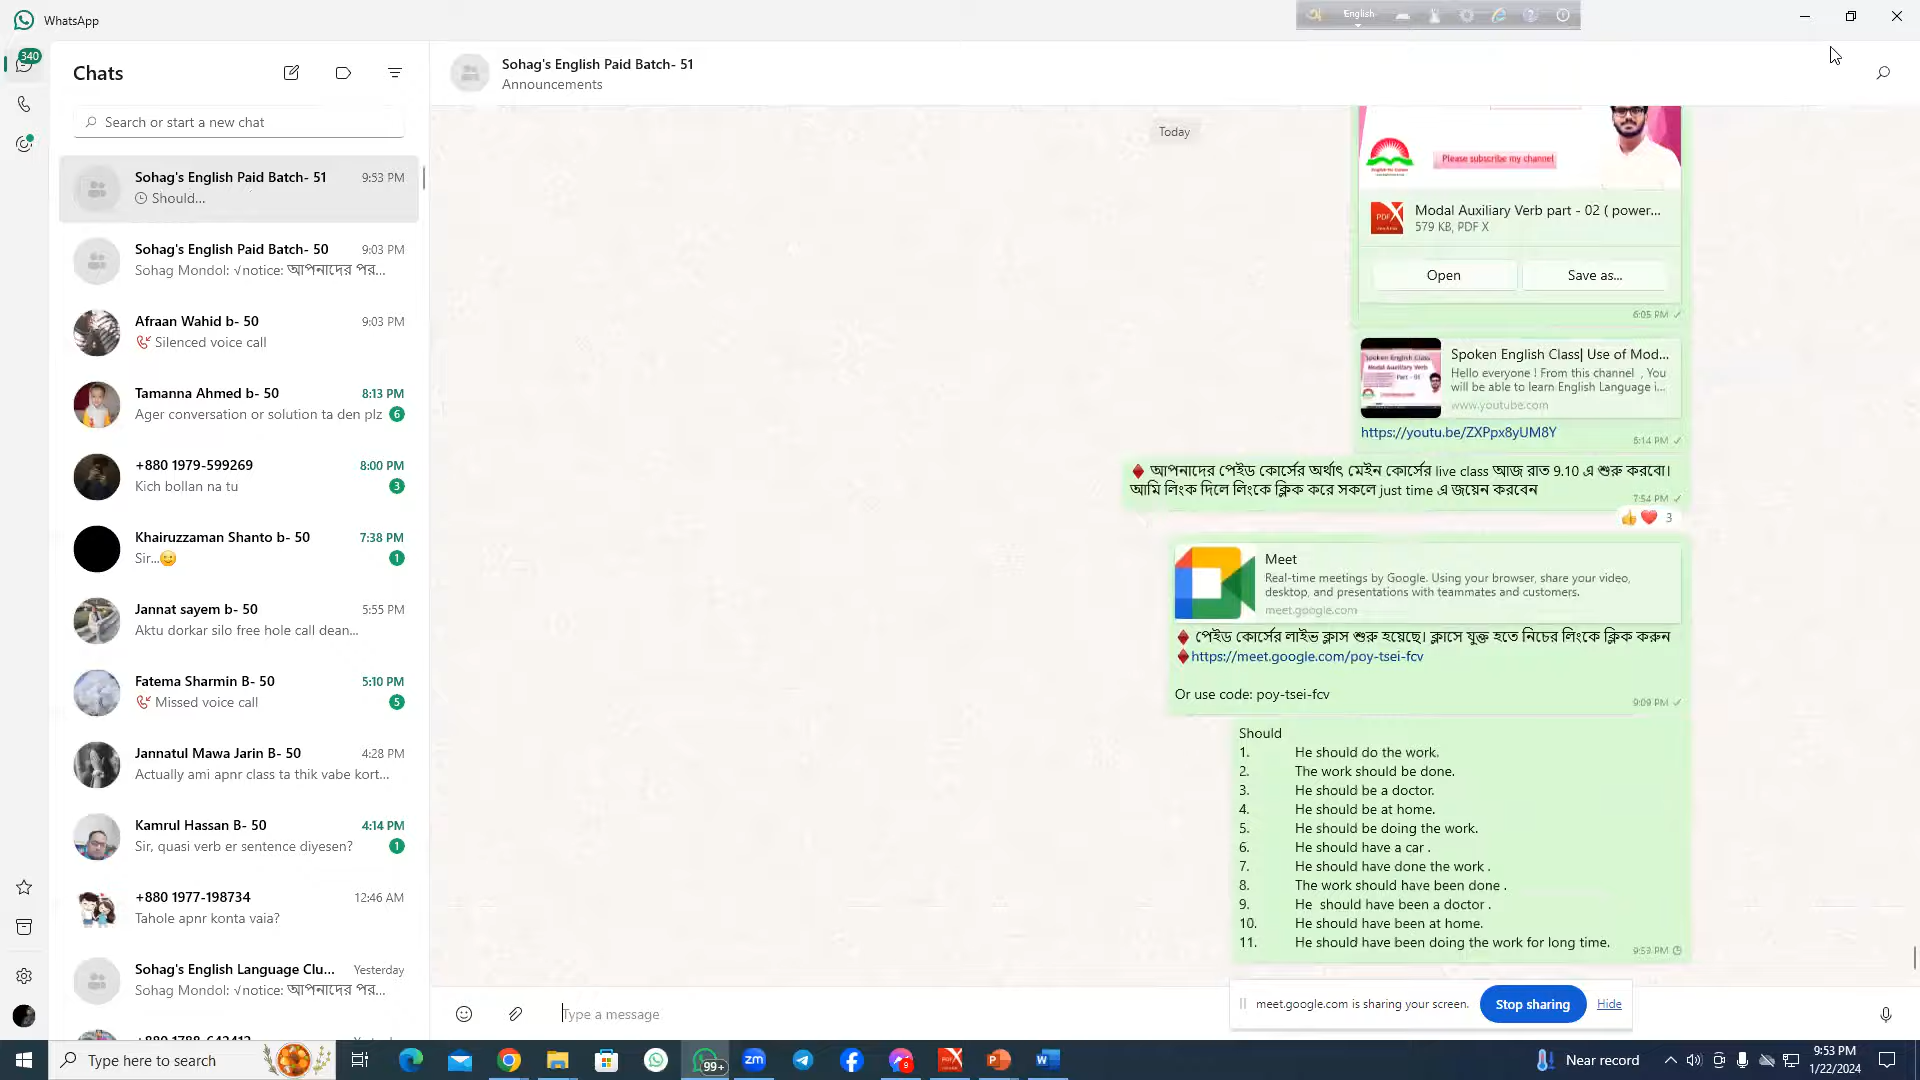 WhatsApp
English
340
Chats
Search or start a new chat
Sohag's English Paid Batch- 51
9:53 PM
Should...
Sohag's English Paid Batch- 50
9:03 PM
Sohag Mondol: √notice: আপনাদের পর...
Afraan Wahid b- 50
9:03 PM
Silenced voice call
Tamanna Ahmed b- 50
8:13 PM
Ager conversation or solution ta den plz
6
+880 1979-599269
8:00 PM
Kich bollan na tu
3
Khairuzzaman Shanto b- 50
7:38 PM
Sir...😊
1
Jannat sayem b- 50
5:55 PM
Aktu dorkar silo free hole call dean...
Fatema Sharmin B- 50
5:10 PM
Missed voice call
5
Jannatul Mawa Jarin B- 50
4:28 PM
Actually ami apnr class ta thik vabe kort...
Kamrul Hassan B- 50
4:14 PM
Sir, quasi verb er sentence diyesen?
1
+880 1977-198734
12:46 AM
Tahole apnr konta vaia?
Sohag's English Language Clu...
Yesterday
Sohag Mondol: √notice: আপনাদের পর...
Sohag's English Paid Batch- 51
Announcements
Today
Please subscribe my channel
Modal Auxiliary Verb part - 02 ( power...
579 KB, PDF X
Open
Save as...
6:05 PM
Spoken English Class| Use of Mod...
Hello everyone ! From this channel , You
will be able to learn English Language i...
www.youtube.com
https://youtu.be/ZXPpx8yUM8Y
6:14 PM
♦️ আপনাদের পেইড কোর্সের অর্থাৎ মেইন কোর্সের live class আজ রাত 9.10 এ শুরু করবো।
আমি লিংক দিলে লিংকে ক্লিক করে সকলে just time এ জয়েন করবেন
7:54 PM
👍❤️ 3
Meet
Real-time meetings by Google. Using your browser, share your video,
desktop, and presentations with teammates and customers.
meet.google.com
♦️ পেইড কোর্সের লাইভ ক্লাস শুরু হয়েছে। ক্লাসে যুক্ত হতে নিচের লিংকে ক্লিক করুন
♦️https://meet.google.com/poy-tsei-fcv
Or use code: poy-tsei-fcv
9:09 PM
Should
1. He should do the work.
2. The work should be done.
3. He should be a doctor.
4. He should be at home.
5. He should be doing the work.
6. He should have a car .
7. He should have done the work .
8. The work should have been done .
9. He  should have been a doctor .
10. He should have been at home.
11. He should have been doing the work for long time.
9:53 PM
Type a message
meet.google.com is sharing your screen.
Stop sharing
Hide
Type here to search
99+
zm
9
Near record
9:53 PM
1/22/2024